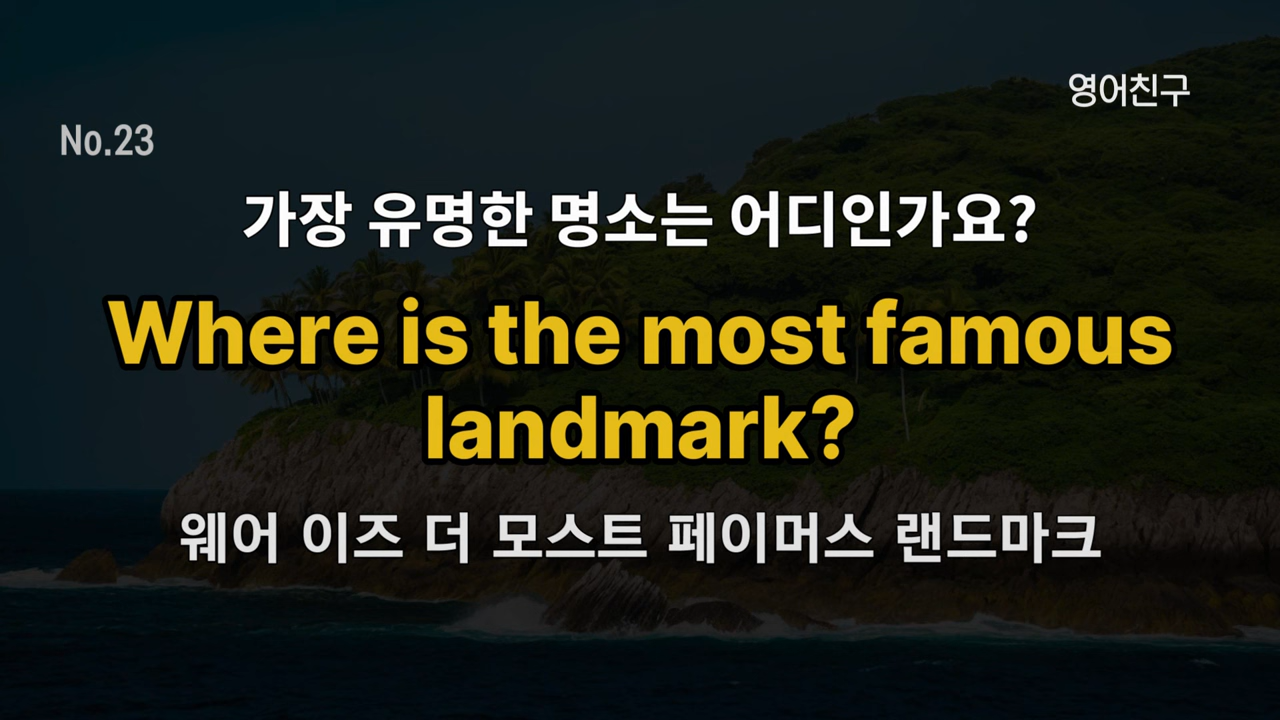 영어친구
No.23
가장 유명한 명소는 어디인가요?
Where is the most famous
landmark?
웨어 이즈 더 모스트 페이머스 랜드마크